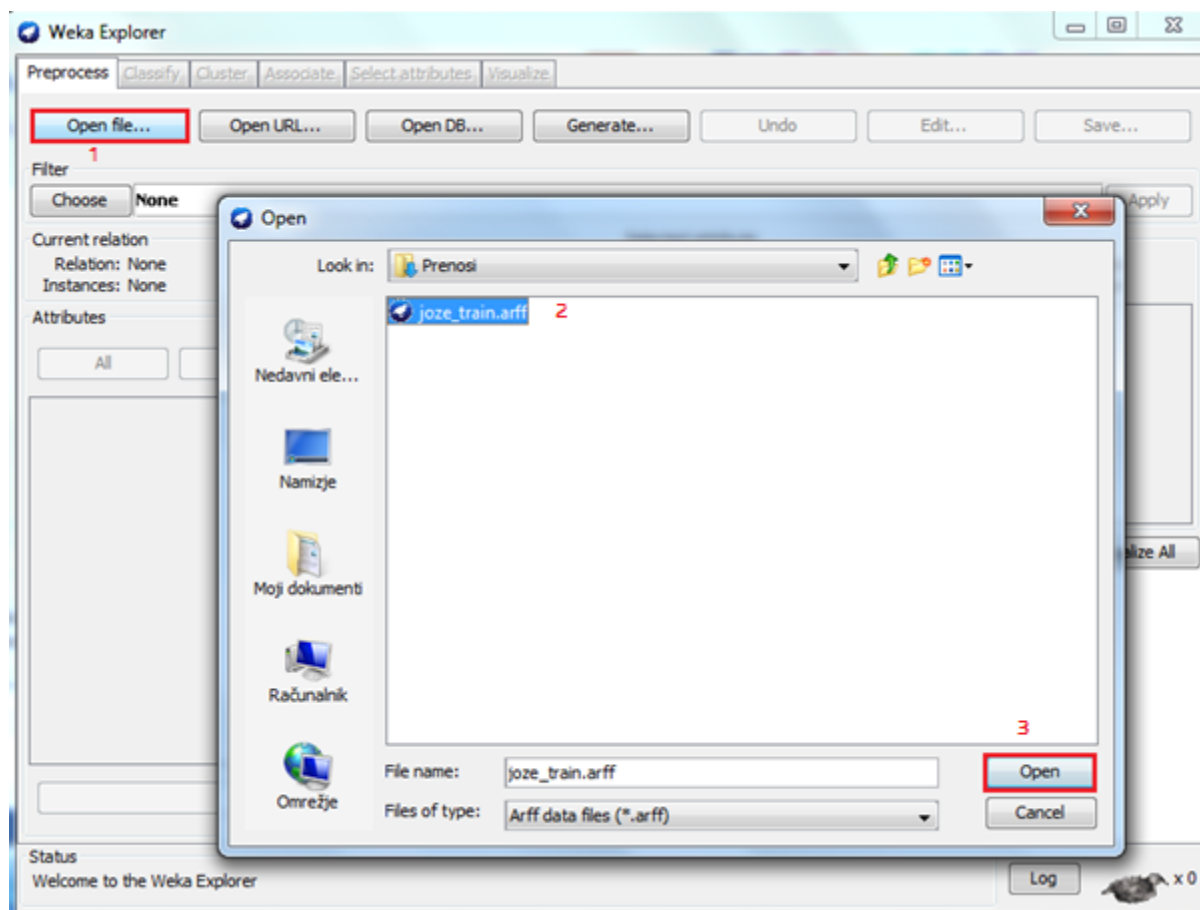 Weka Explorer
Preprocess Classify Cluster Associate Select attributes Visualize
Open file... Open URL... Open DB... Generate... Undo Edit... Save...
1
Filter
Choose None Apply
Current relation
Relation: None
Instances: None
Attributes
All
Open
Look in: Prenosi
joze_train.arff 2
Nedavni ele...
Namizje
Moji dokumenti
Računalnik
Omrežje
3
File name: joze_train.arff Open
Files of type: Arff data files (*.arff) Cancel
alize All
Status
Welcome to the Weka Explorer
Log x 0